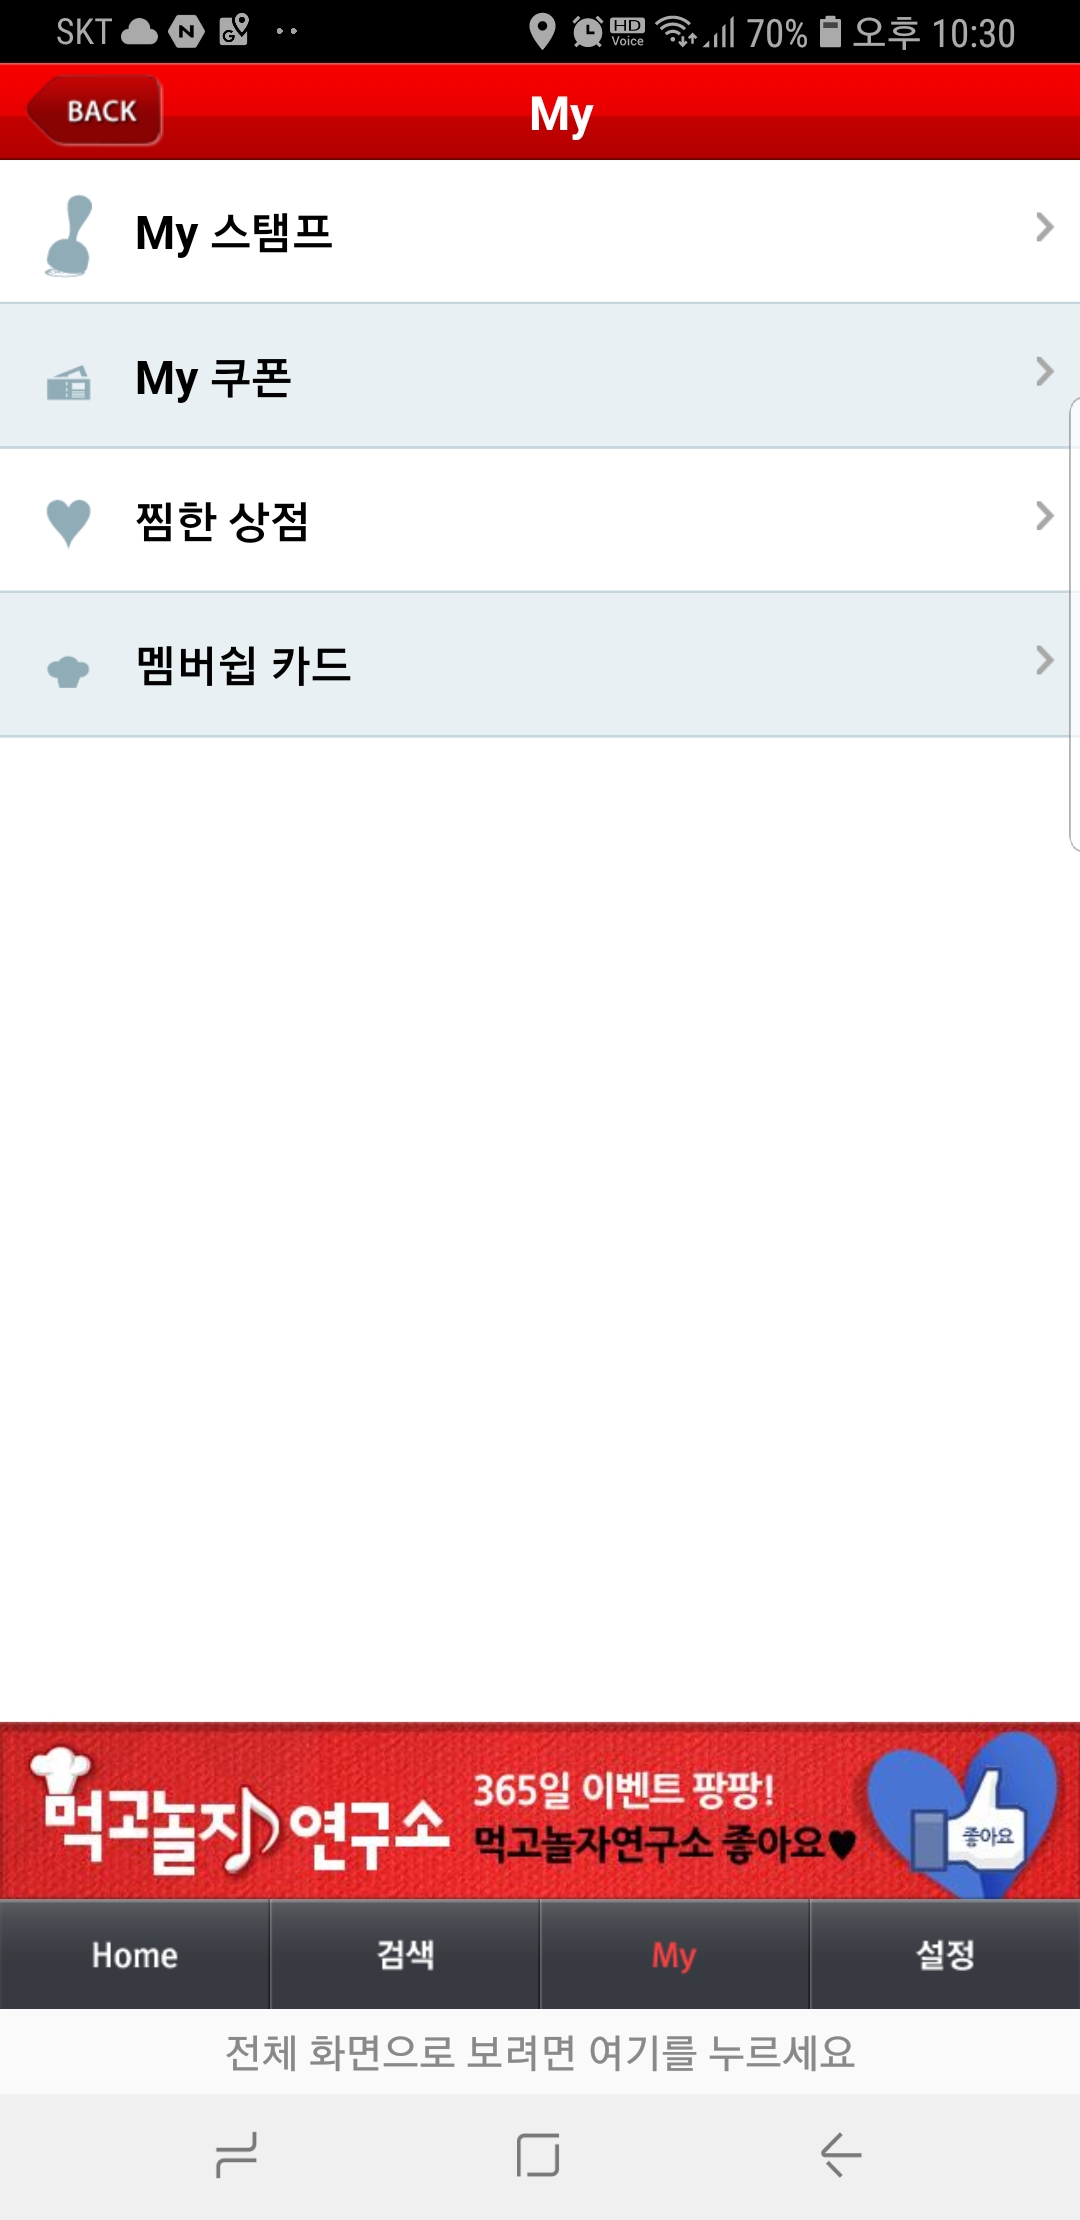 SKT HD Voice 70% 오후 10:30
BACK
My
My 스탬프
My 쿠폰
찜한 상점
멤버쉽 카드
먹고놀자 연구소
365일 이벤트 팡팡!
먹고놀자연구소 좋아요♥
좋아요
Home 검색 My 설정
전체 화면으로 보려면 여기를 누르세요